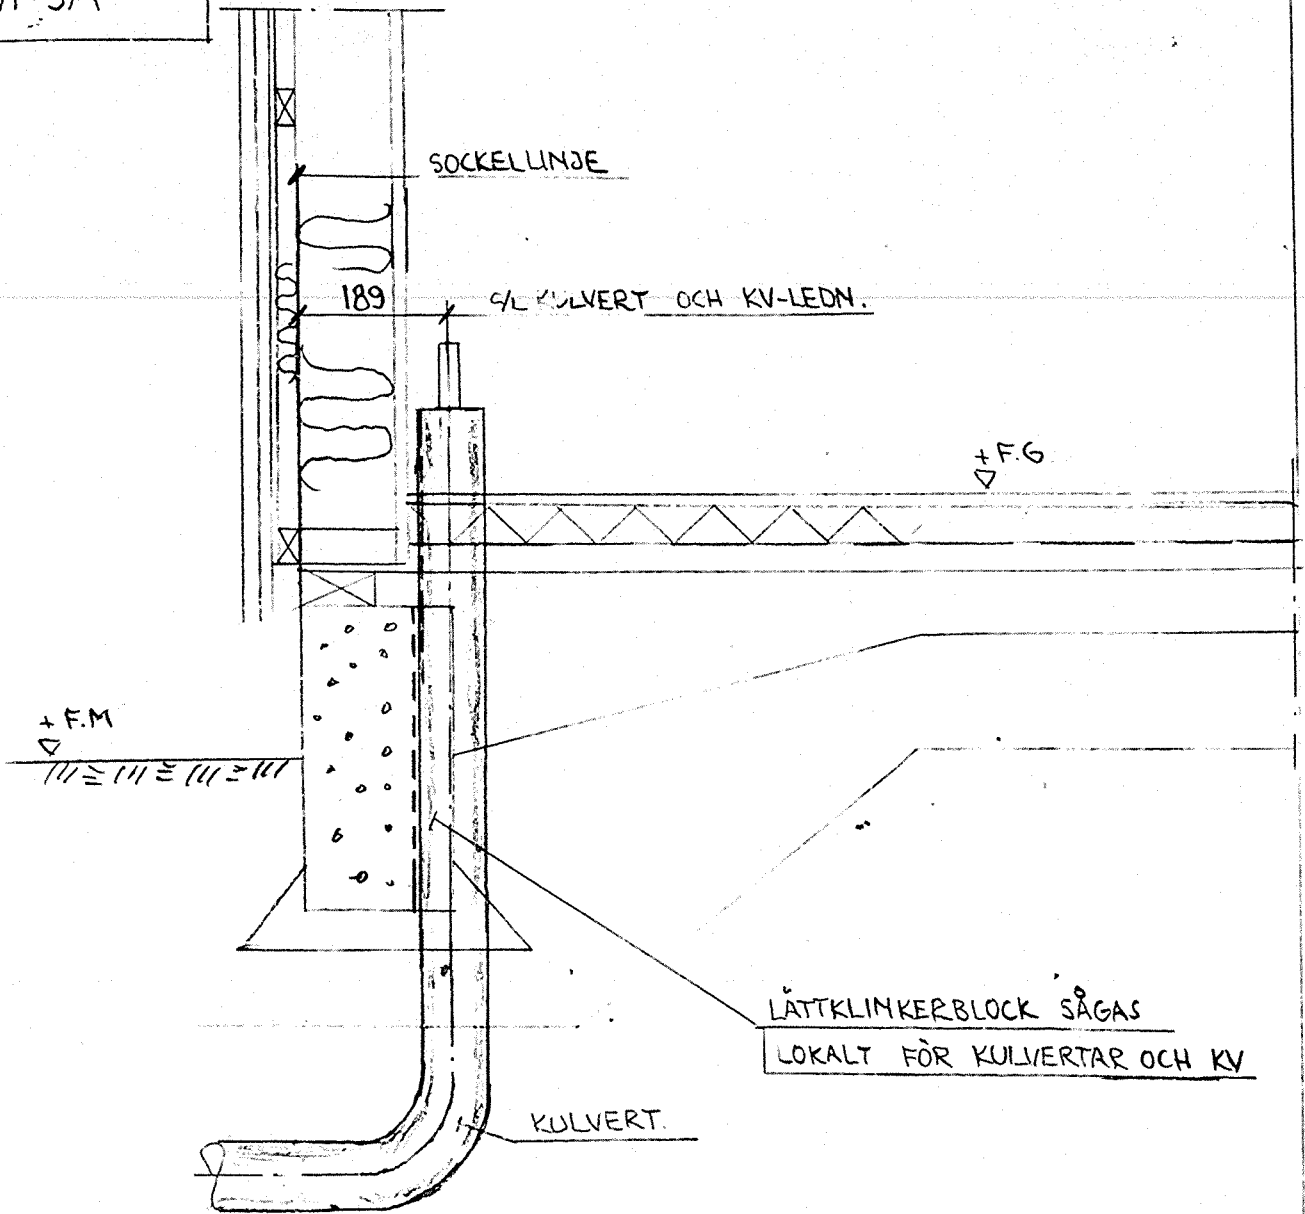 SOCKELLINJE
189
C/L KULVERT OCH KV-LEDN.
+ F.G
+ F.M
LÄTTKLINKERBLOCK SÅGAS
LOKALT FÖR KULVERTAR OCH KV
KULVERT.